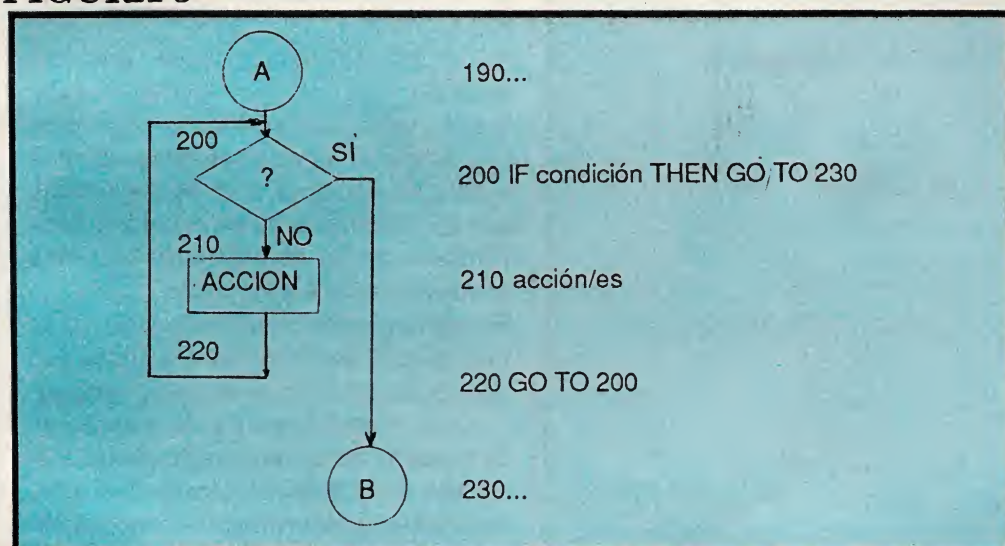 A 190...
200 SI
? 200 IF condición THEN GO TO 230
NO
210
ACCION 210 acción/es
220
220 GO TO 200
B 230...